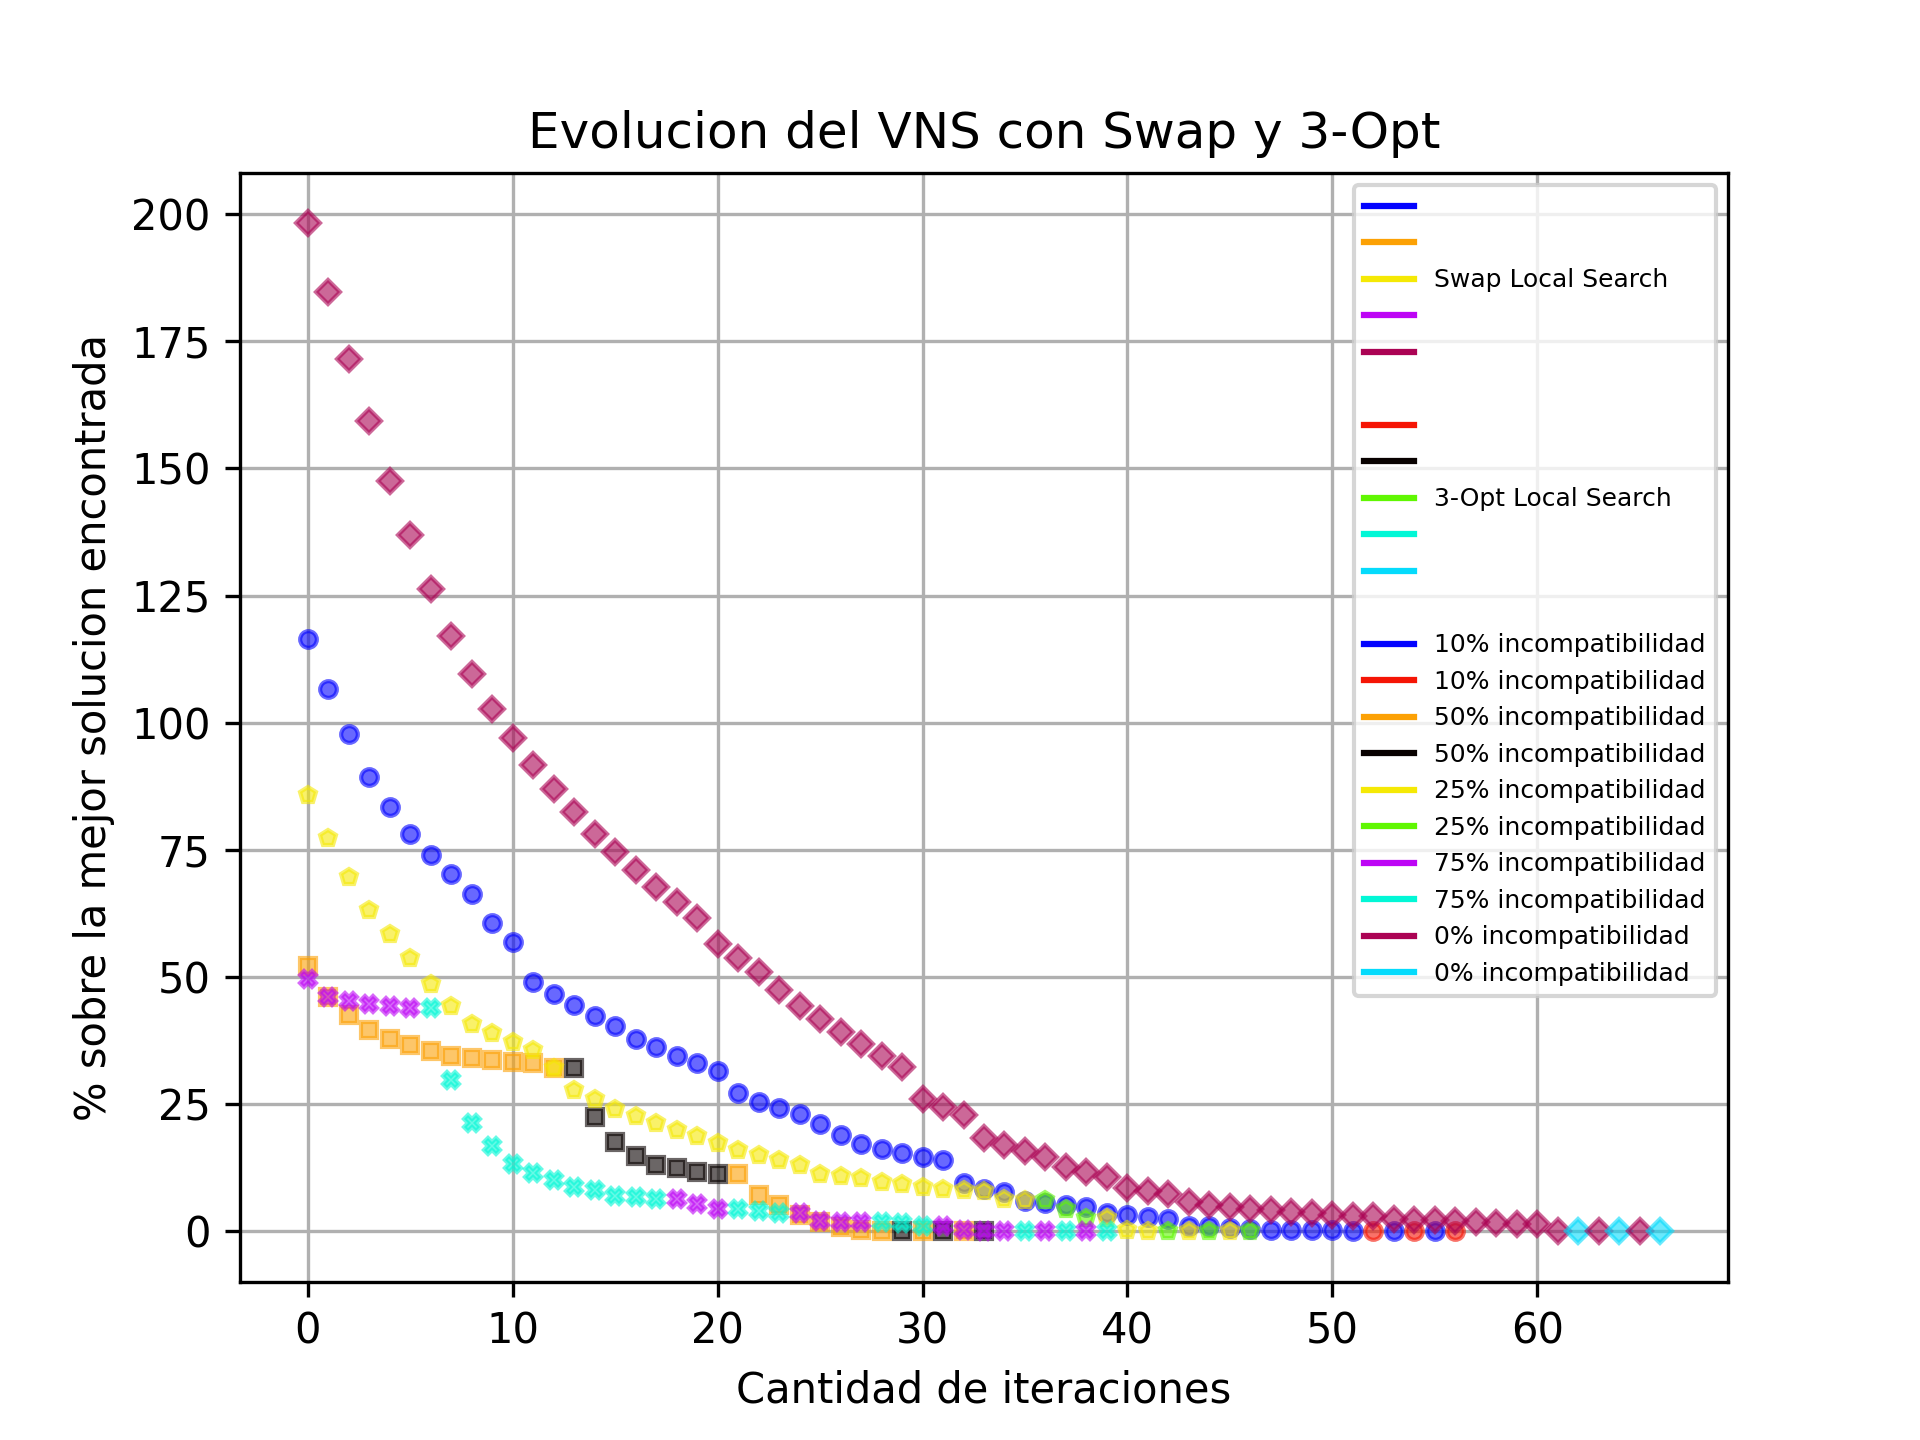 Evolucion del VNS con Swap y 3-Opt
% sobre la mejor solucion encontrada
200
175
150
125
100
75
50
25
0
Swap Local Search
3-Opt Local Search
10% incompatibilidad
10% incompatibilidad
50% incompatibilidad
50% incompatibilidad
25% incompatibilidad
25% incompatibilidad
75% incompatibilidad
75% incompatibilidad
0% incompatibilidad
0% incompatibilidad
0 10 20 30 40 50 60
Cantidad de iteraciones